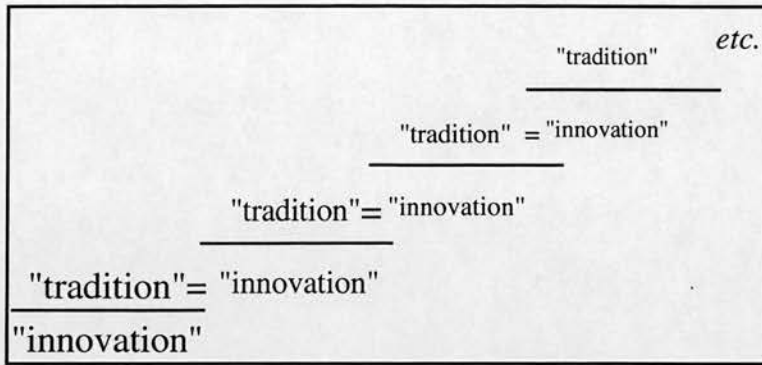 etc.
"tradition"
"tradition" = "innovation"
"tradition"= "innovation"
"tradition"= "innovation"
"innovation"